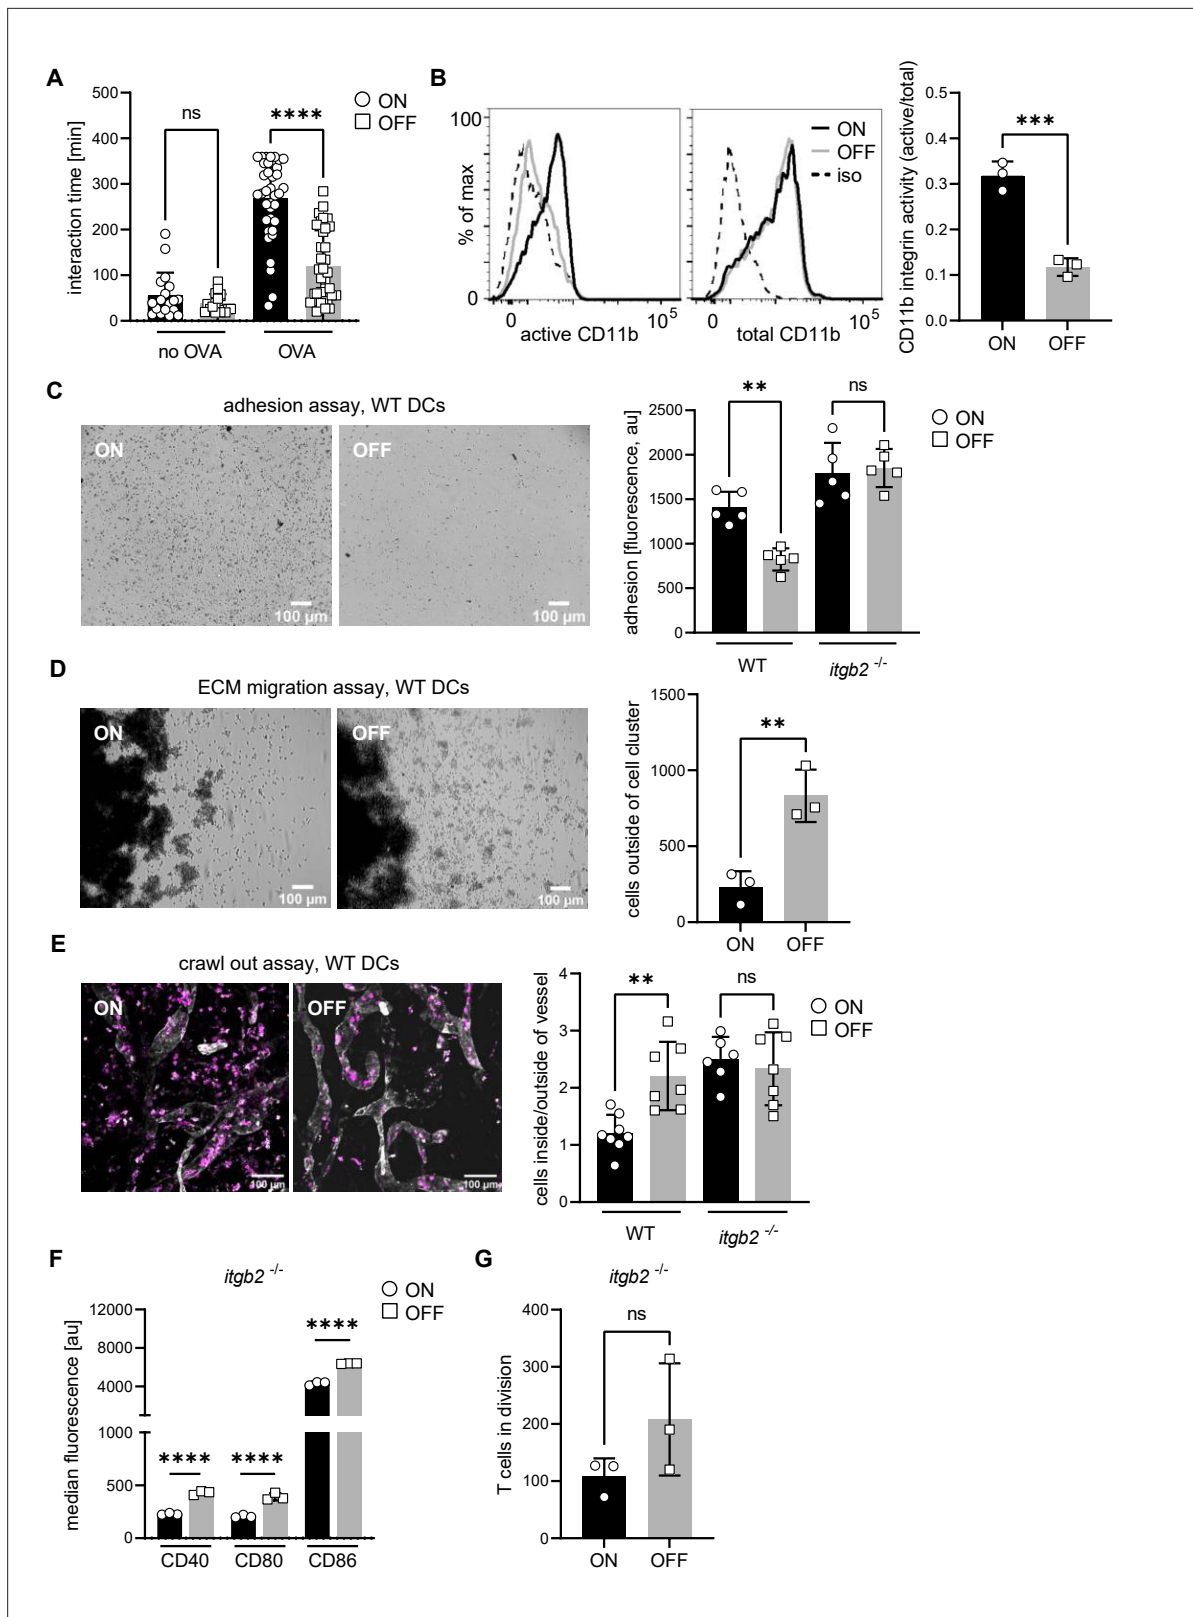 A
interaction time [min]
500
400
300
200
100
0
ns
****
ON
OFF
no OVA
OVA
B
% of max
100
0
0
10^5
active CD11b
0
10^5
total CD11b
ON
OFF
iso
CD11b integrin activity (active/total)
0.5
0.4
0.3
0.2
0.1
0.0
***
ON
OFF
C
adhesion assay, WT DCs
ON
100 µm
OFF
100 µm
adhesion [fluorescence, au]
2500
2000
1500
1000
500
0
**
ns
ON
OFF
WT
itgb2 -/-
D
ECM migration assay, WT DCs
ON
100 µm
OFF
100 µm
cells outside of cell cluster
1500
1000
500
0
**
ON
OFF
E
crawl out assay, WT DCs
ON
100 µm
OFF
100 µm
cells inside/outside of vessel
4
3
2
1
0
**
ns
ON
OFF
WT
itgb2 -/-
F
itgb2 -/-
ON
OFF
median fluorescence [au]
12000
8000
4000
1000
500
0
****
****
****
CD40
CD80
CD86
G
itgb2 -/-
T cells in division
400
300
200
100
0
ns
ON
OFF